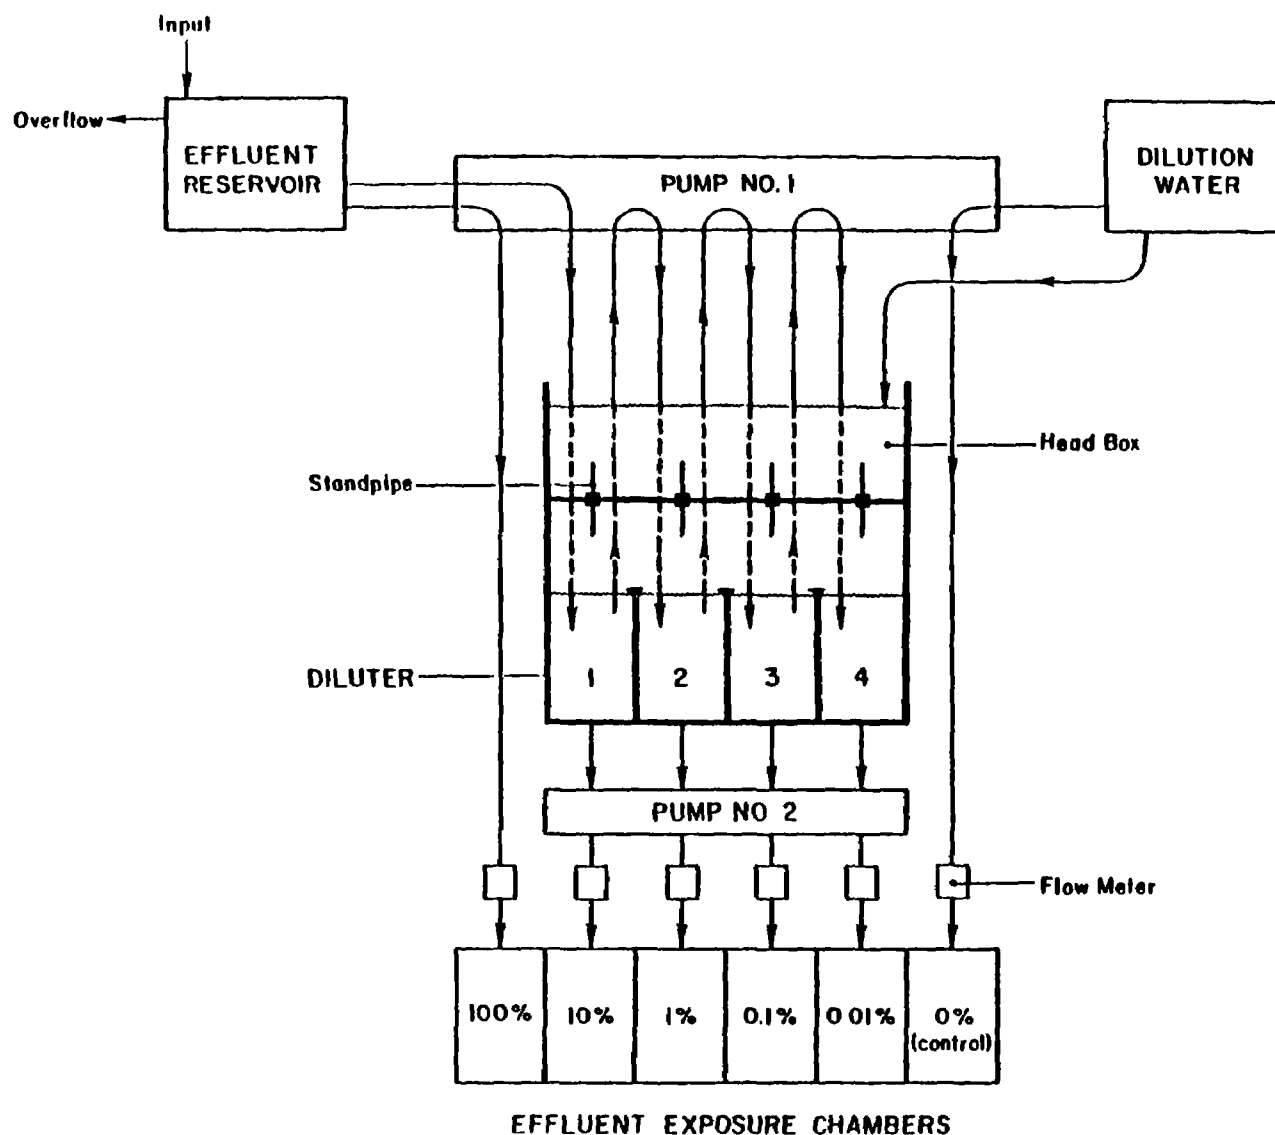 Input
Overflow
EFFLUENT
RESERVOIR
PUMP NO. 1
DILUTION
WATER
Head Box
Standpipe
DILUTER
1 2 3 4
PUMP NO 2
Flow Meter
100% 10% 1% 0.1% 0 01% 0%
(control)
EFFLUENT EXPOSURE CHAMBERS